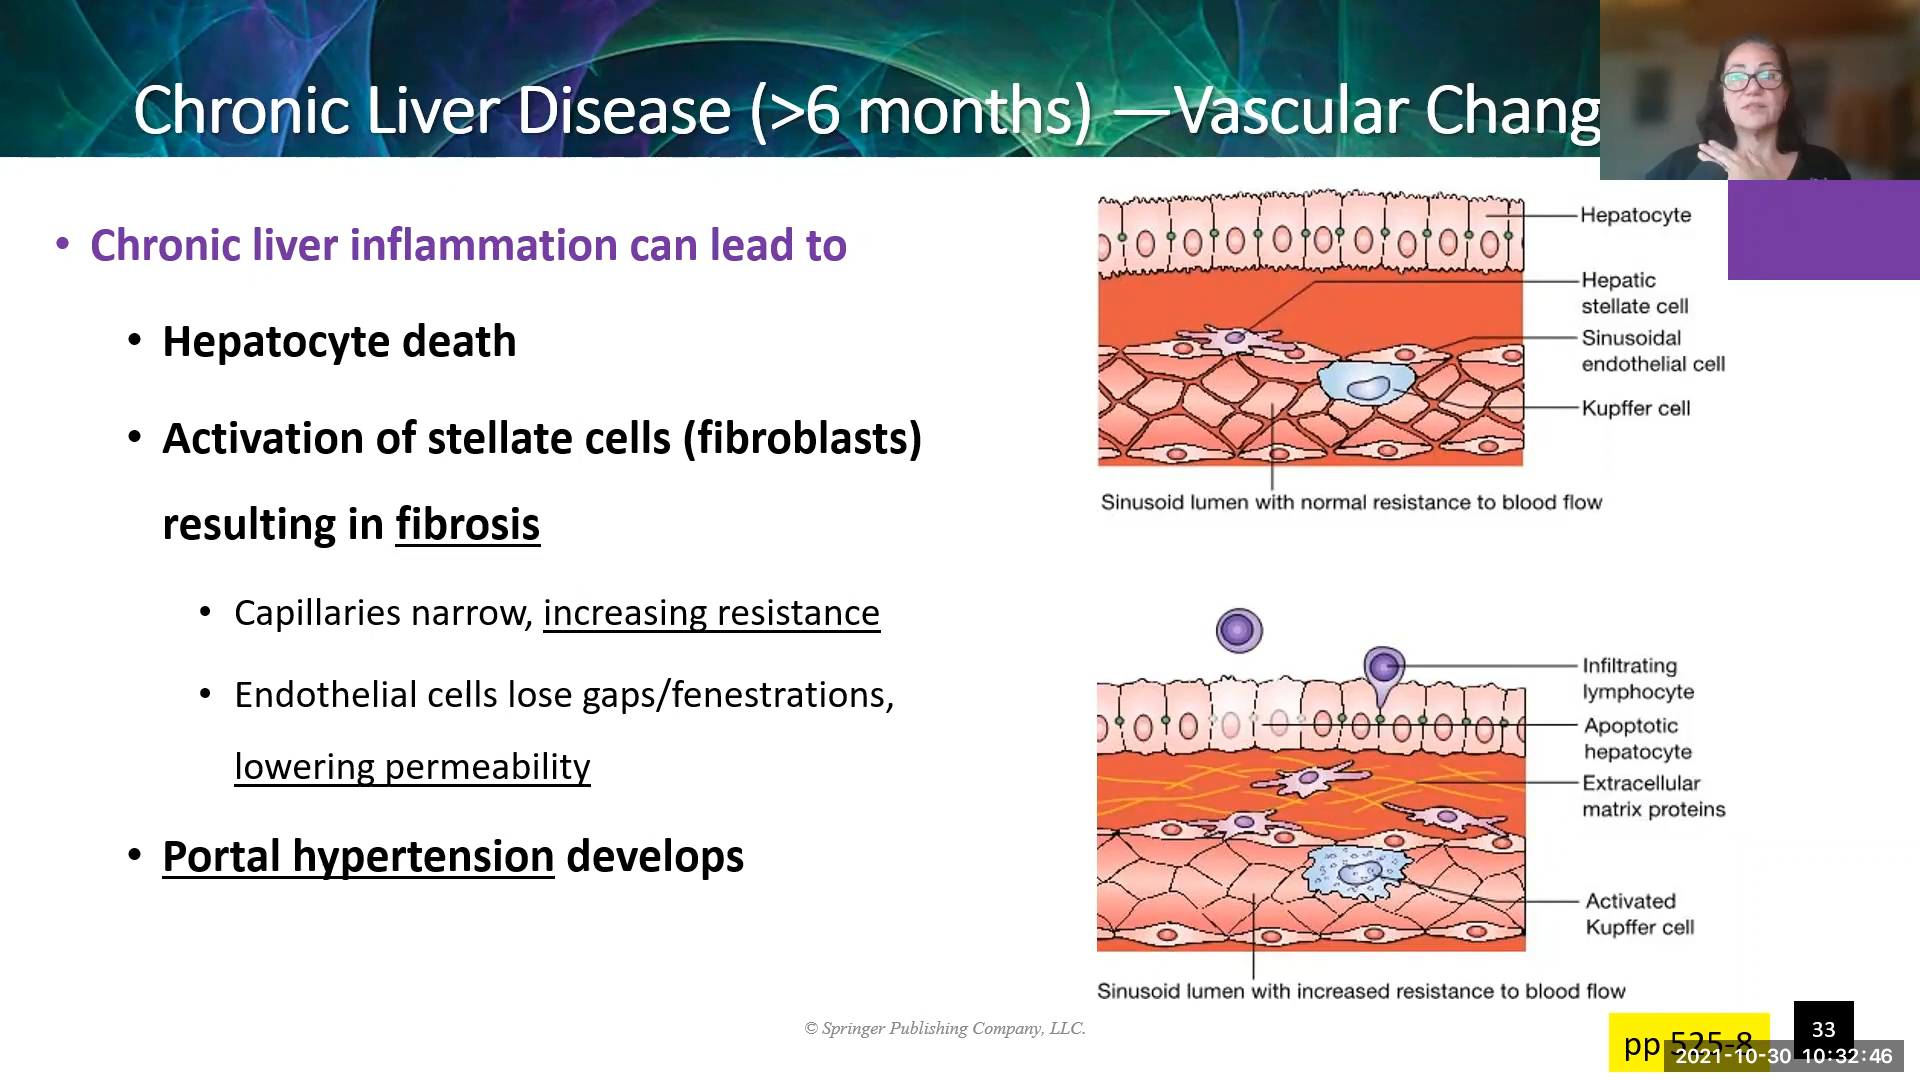 Chronic Liver Disease (>6 months) —Vascular Chang
• Chronic liver inflammation can lead to
• Hepatocyte death
• Activation of stellate cells (fibroblasts)
resulting in fibrosis
• Capillaries narrow, increasing resistance
• Endothelial cells lose gaps/fenestrations,
lowering permeability
• Portal hypertension develops
Hepatocyte
Hepatic
stellate cell
Sinusoidal
endothelial cell
Kupffer cell
Sinusoid lumen with normal resistance to blood flow
Infiltrating
lymphocyte
Apoptotic
hepatocyte
Extracellular
matrix proteins
Activated
Kupffer cell
Sinusoid lumen with increased resistance to blood flow
© Springer Publishing Company, LLC.
pp 525-8
33
2021-10-30 10:32:46